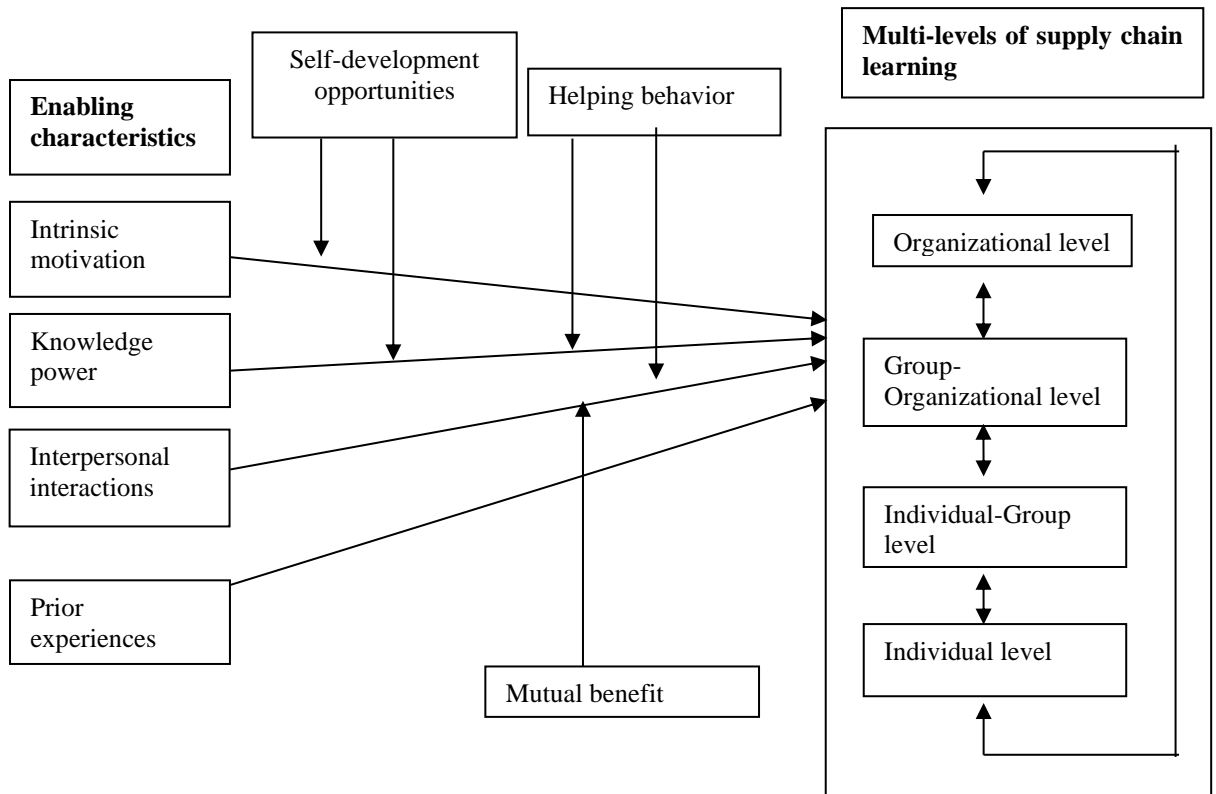 Multi-levels of supply chain
learning
Self-development
opportunities
Helping behavior
Enabling
characteristics
Intrinsic
motivation
Organizational level
Knowledge
power
Group-
Organizational level
Interpersonal
interactions
Individual-Group
level
Prior
experiences
Individual level
Mutual benefit